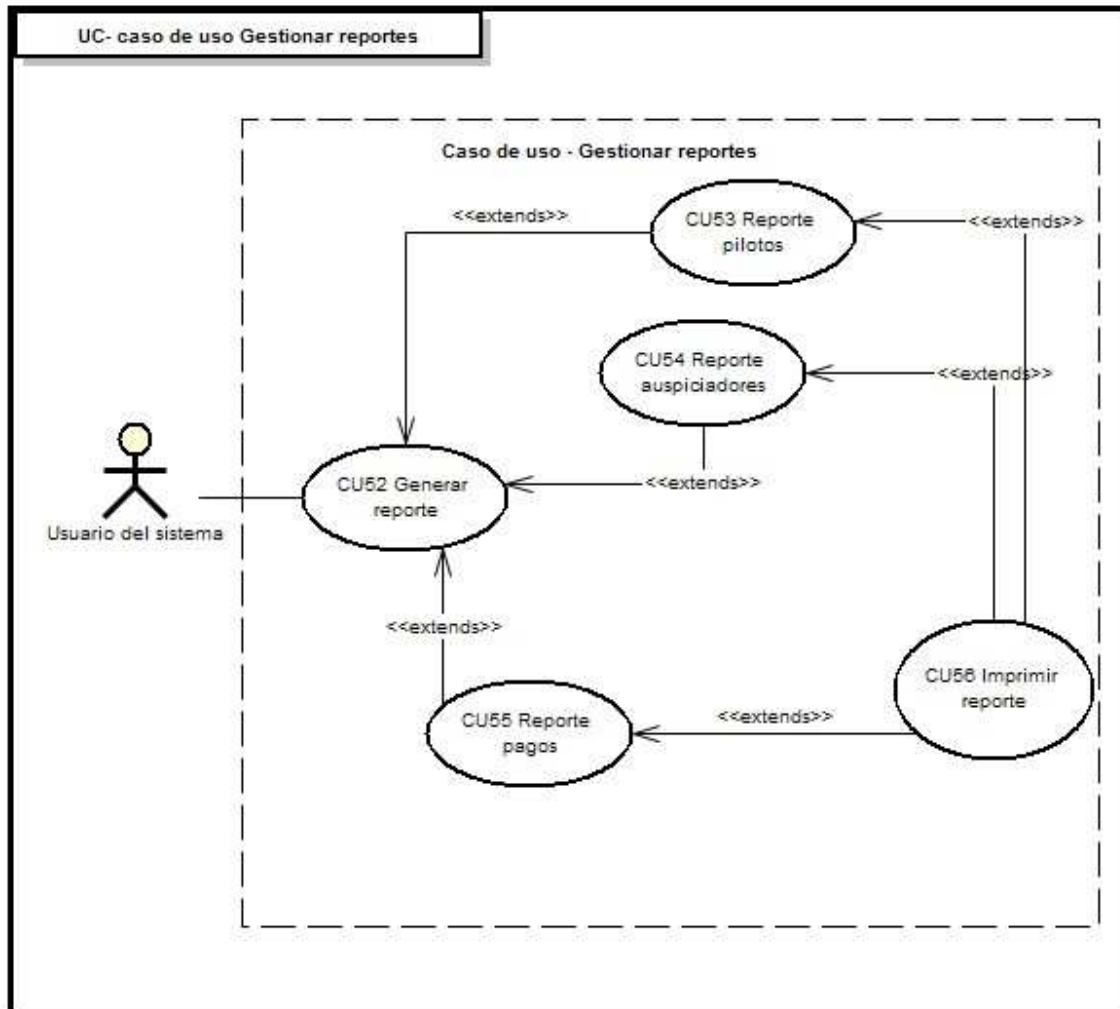 UC- caso de uso Gestionar reportes
Caso de uso - Gestionar reportes
<<extends>>
CU53 Reporte
pilotos
<<extends>>
CU54 Reporte
auspiciadores
<<extends>>
CU52 Generar
reporte
<<extends>>
Usuario del sistema
<<extends>>
CU56 Imprimir
reporte
CU55 Reporte
pagos
<<extends>>